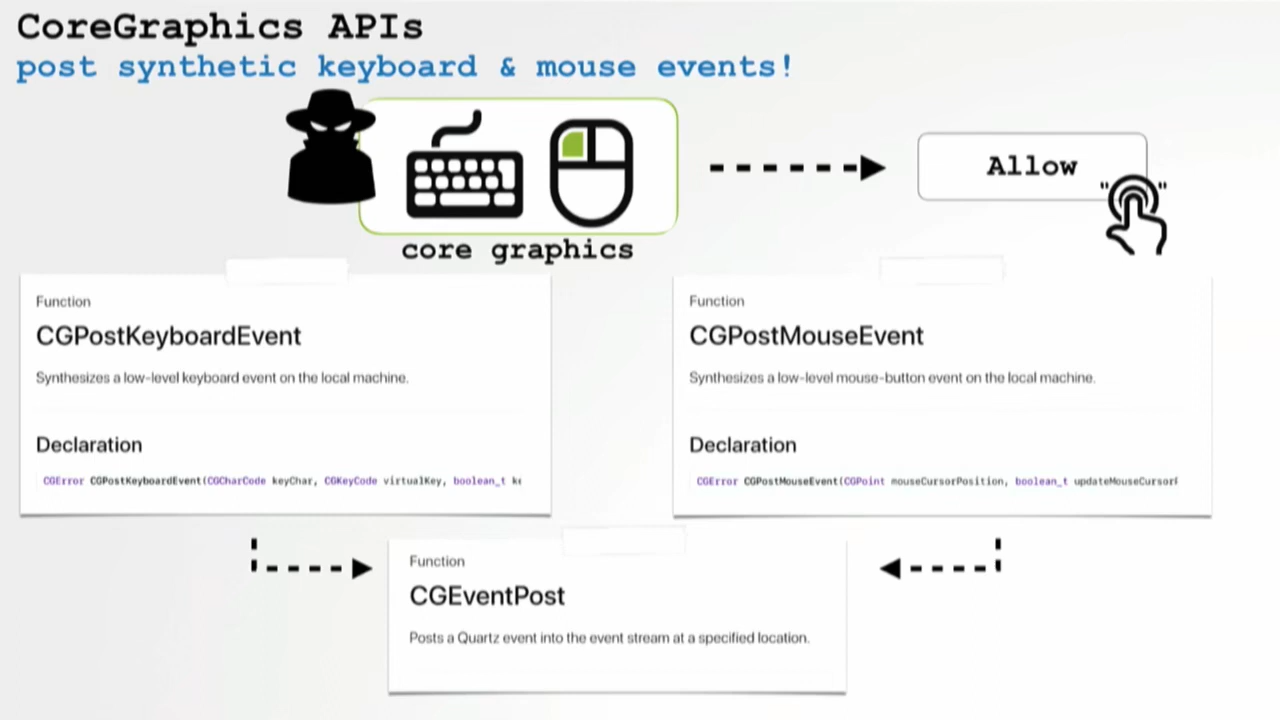 CoreGraphics APIs
post synthetic keyboard & mouse events!
core graphics
Allow
" "
Function
CGPostKeyboardEvent
Synthesizes a low-level keyboard event on the local machine.
Declaration
CGError CGPostKeyboardEvent(CGCharCode keyChar, CGKeyCode virtualKey, boolean_t
Function
CGPostMouseEvent
Synthesizes a low-level mouse-button event on the local machine.
Declaration
CGError CGPostMouseEvent(CGPoint mouseCursorPosition, boolean_t
Function
CGEventPost
Posts a Quartz event into the event stream at a specified location.